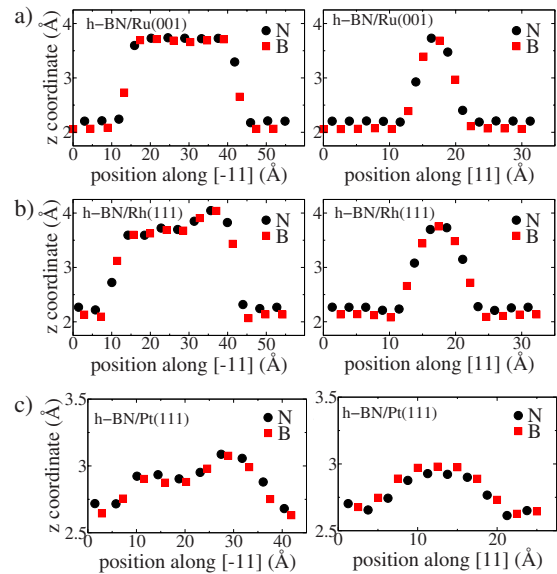 a)
h-BN/Ru(001)
N
B
z coordinate (Å)
4
3
2
0 10 20 30 40 50
position along [-11] (Å)
h-BN/Ru(001)
N
B
4
3
2
0 10 20 30
position along [11] (Å)
b)
h-BN/Rh(111)
N
B
z coordinate (Å)
4
3
2
0 10 20 30 40
position along [-11] (Å)
h-BN/Rh(111)
N
B
4
3
2
0 10 20 30
position along [11] (Å)
c)
h-BN/Pt(111)
N
B
z coordinate (Å)
3.5
3
2.5
0 10 20 30 40
position along [-11] (Å)
h-BN/Pt(111)
N
B
3.5
3
2.5
0 10 20
position along [11] (Å)